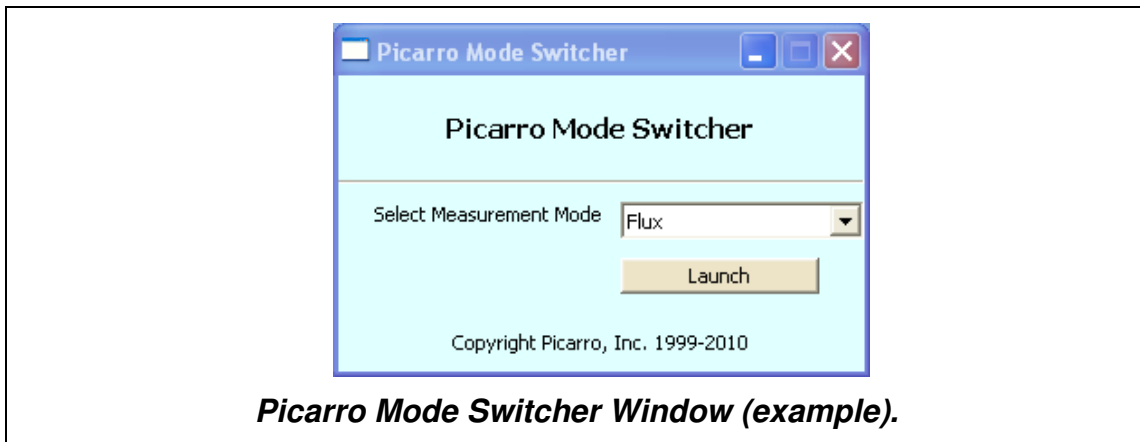 Picarro Mode Switcher
Picarro Mode Switcher
Select Measurement Mode Flux
Launch
Copyright Picarro, Inc. 1999-2010
Picarro Mode Switcher Window (example).